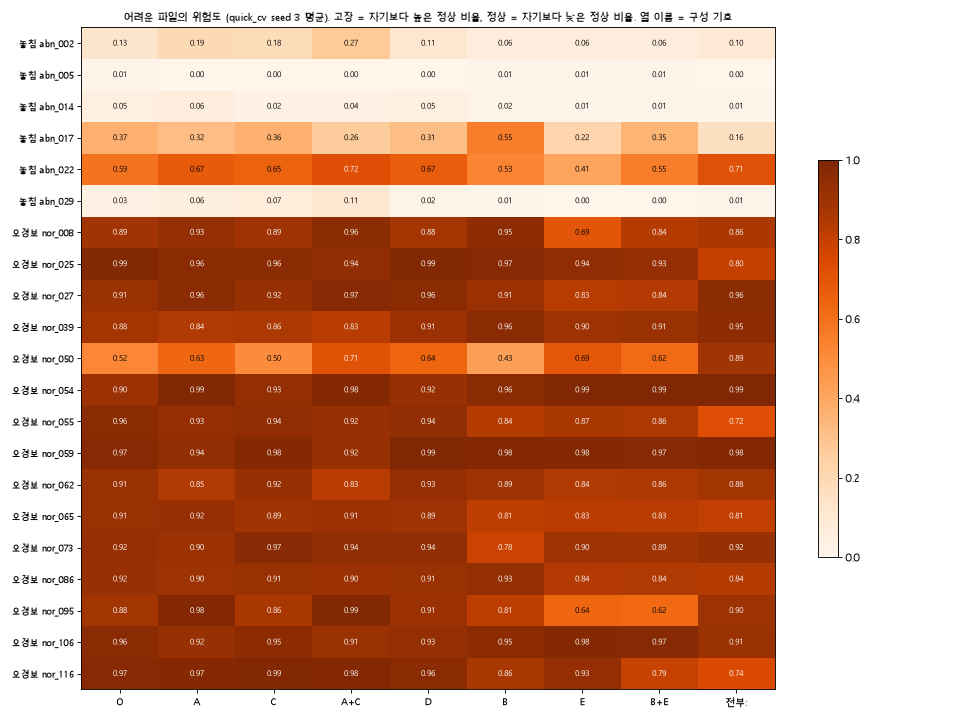 어려운 파일의 위험도 (quick_cv seed 3 평균). 고장 = 자기보다 높은 정상 비율, 정상 = 자기보다 낮은 정상 비율. 열 이름 = 구성 기호
놓침 abn_002 0.13 0.19 0.18 0.27 0.11 0.06 0.06 0.06 0.10
놓침 abn_005 0.01 0.00 0.00 0.00 0.00 0.01 0.01 0.01 0.00
놓침 abn_014 0.05 0.06 0.02 0.04 0.05 0.02 0.01 0.01 0.01
놓침 abn_017 0.37 0.32 0.36 0.26 0.31 0.55 0.22 0.35 0.16
놓침 abn_022 0.59 0.67 0.65 0.72 0.67 0.53 0.41 0.55 0.71
놓침 abn_029 0.03 0.06 0.07 0.11 0.02 0.01 0.00 0.00 0.01
오경보 nor_008 0.89 0.93 0.89 0.96 0.88 0.95 0.69 0.84 0.86
오경보 nor_025 0.99 0.96 0.96 0.94 0.99 0.97 0.94 0.93 0.80
오경보 nor_027 0.91 0.96 0.92 0.97 0.96 0.91 0.83 0.84 0.96
오경보 nor_039 0.88 0.84 0.86 0.83 0.91 0.96 0.90 0.91 0.95
오경보 nor_050 0.52 0.63 0.50 0.71 0.64 0.43 0.69 0.62 0.89
오경보 nor_054 0.90 0.99 0.93 0.98 0.92 0.96 0.99 0.99 0.99
오경보 nor_055 0.96 0.93 0.94 0.92 0.94 0.84 0.87 0.86 0.72
오경보 nor_059 0.97 0.94 0.98 0.92 0.99 0.98 0.98 0.97 0.98
오경보 nor_062 0.91 0.85 0.92 0.83 0.93 0.89 0.84 0.86 0.88
오경보 nor_065 0.91 0.92 0.89 0.91 0.89 0.81 0.83 0.83 0.81
오경보 nor_073 0.92 0.90 0.97 0.94 0.94 0.78 0.90 0.89 0.92
오경보 nor_086 0.92 0.90 0.91 0.90 0.91 0.93 0.84 0.84 0.84
오경보 nor_095 0.88 0.98 0.86 0.99 0.91 0.81 0.64 0.62 0.90
오경보 nor_106 0.96 0.92 0.95 0.91 0.93 0.95 0.98 0.97 0.91
오경보 nor_116 0.97 0.97 0.99 0.98 0.96 0.86 0.93 0.79 0.74
O A C A+C D B E B+E 전부:
1.0
0.8
0.6
0.4
0.2
0.0